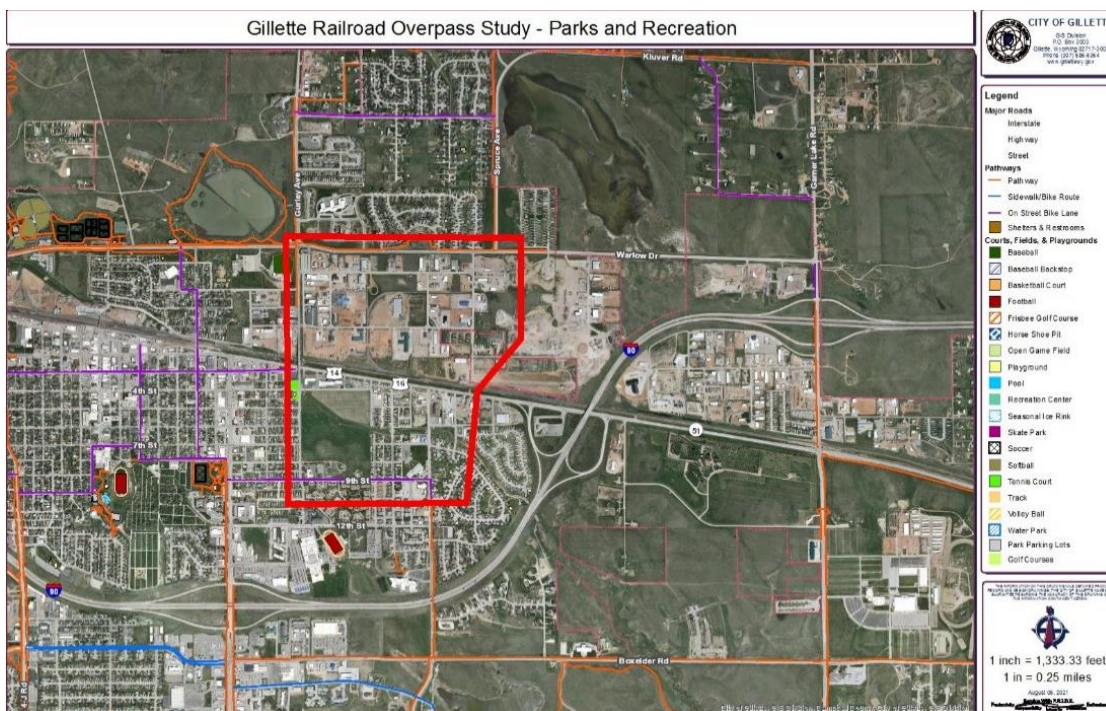 Gillette Railroad Overpass Study - Parks and Recreation
CITY OF GILLETT
GIS Division
P.O. Box 3003
Kluver Rd
Gurley Ave
Spruce Ave
Garner Lake Rd
Warlow Dr
90
14
16
4th St
51
7th St
9th St
12th St
90
Boxelder Rd
Legend
Major Roads
Interstate
Highway
Street
Pathways
Pathway
Sidewalk/Bike Route
On Street Bike Lane
Shelters & Restrooms
Courts, Fields, & Playgrounds
Baseball
Baseball Backstop
Basketball Court
Football
Frisbee Golf Course
Horse Shoe Pit
Open Game Field
Playground
Pool
Recreation Center
Seasonal Ice Rink
Skate Park
Soccer
Softball
Tennis Court
Track
Volley Ball
Water Park
Park Parking Lots
Golf Courses
1 inch = 1,333.33 feet
1 in = 0.25 miles